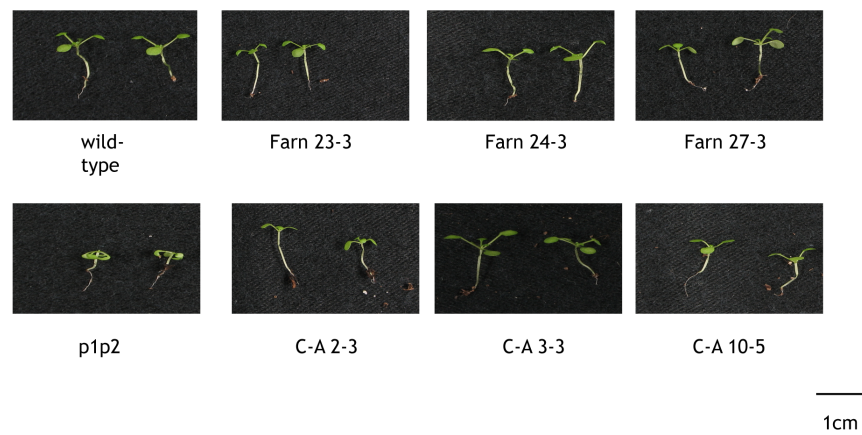 wild-
type
Farn 23-3
Farn 24-3
Farn 27-3
p1p2
C-A 2-3
C-A 3-3
C-A 10-5
1cm